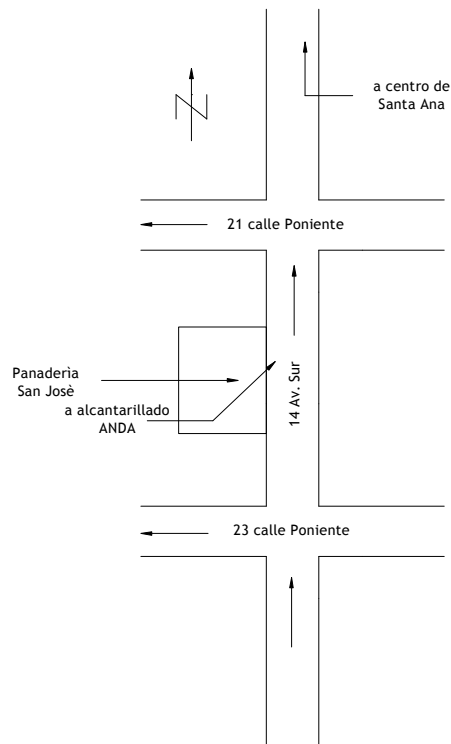 a centro de
Santa Ana
21 calle Poniente
Panaderìa
San Josè
a alcantarillado
ANDA
14 Av. Sur
23 calle Poniente